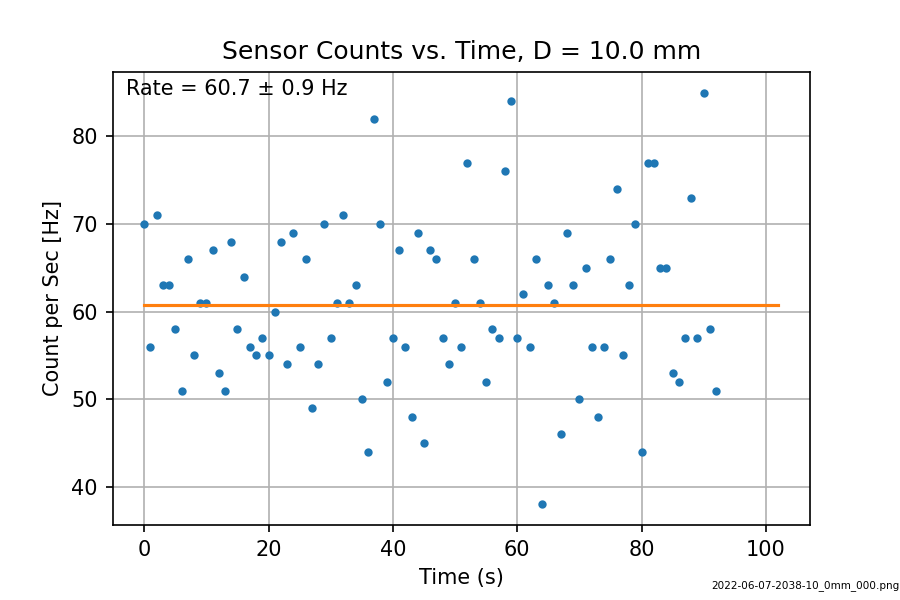 Sensor Counts vs. Time, D = 10.0 mm
Rate = 60.7 ± 0.9 Hz
Count per Sec [Hz]
80
70
60
50
40
0 20 40 60 80 100
Time (s)
2022-06-07-2038-10_0mm_000.png